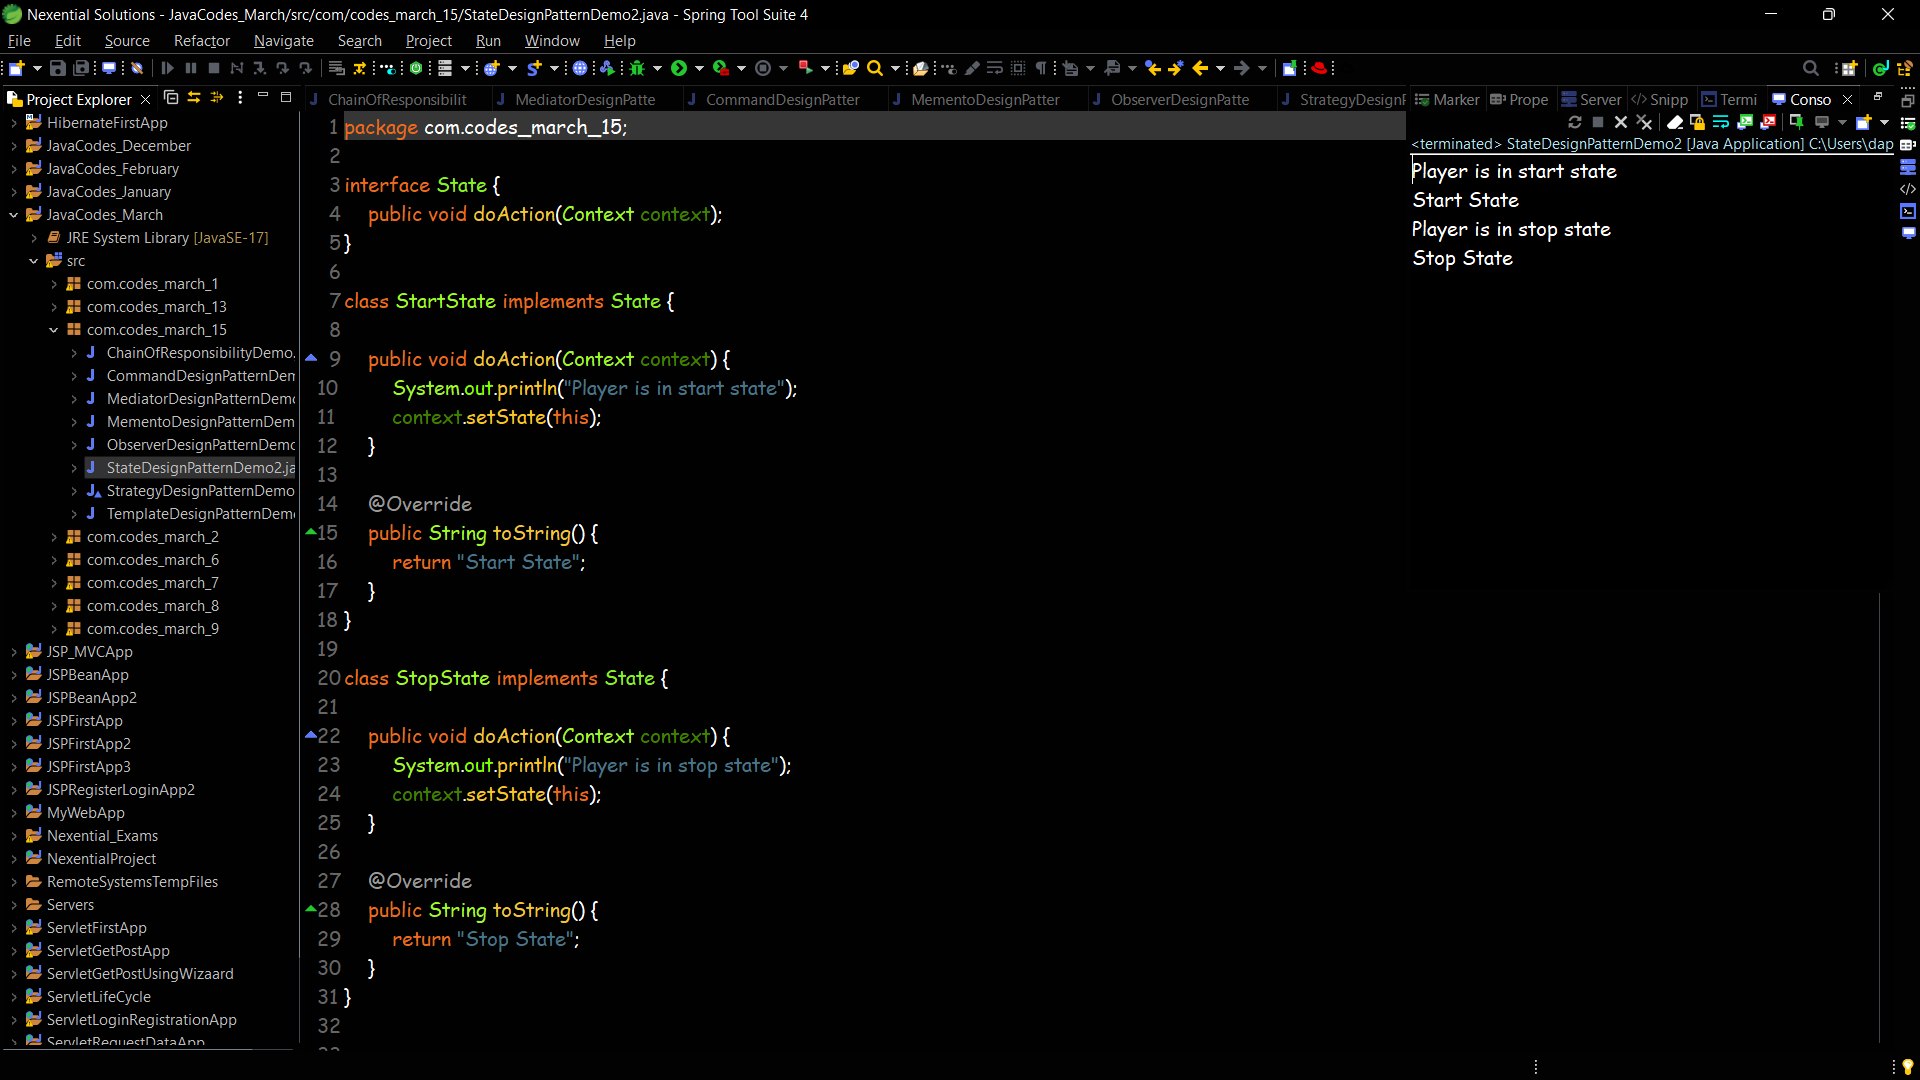 Nexential Solutions - JavaCodes_March/src/com/codes_march_15/StateDesignPatternDemo2.java - Spring Tool Suite 4
File Edit Source Refactor Navigate Search Project Run Window Help
Project Explorer
HibernateFirstApp
JavaCodes_December
JavaCodes_February
JavaCodes_January
JavaCodes_March
JRE System Library [JavaSE-17]
src
com.codes_march_1
com.codes_march_13
com.codes_march_15
ChainOfResponsibilityDemo.
CommandDesignPatternDem
MediatorDesignPatternDemo
MementoDesignPatternDem
ObserverDesignPatternDemo
StateDesignPatternDemo2.ja
StrategyDesignPatternDemo
TemplateDesignPatternDem
com.codes_march_2
com.codes_march_6
com.codes_march_7
com.codes_march_8
com.codes_march_9
JSP_MVCApp
JSPBeanApp
JSPBeanApp2
JSPFirstApp
JSPFirstApp2
JSPFirstApp3
JSPRegisterLoginApp2
MyWebApp
Nexential_Exams
NexentialProject
RemoteSystemsTempFiles
Servers
ServletFirstApp
ServletGetPostApp
ServletGetPostUsingWizaard
ServletLifeCycle
ServletLoginRegistrationApp
ServletRequestDataApp
ChainOfResponsibilit MediatorDesignPatte CommandDesignPatter MementoDesignPatter ObserverDesignPatte StrategyDesignF
1 package com.codes_march_15;
2
3 interface State {
4 public void doAction(Context context);
5 }
6
7 class StartState implements State {
8
9 public void doAction(Context context) {
10 System.out.println("Player is in start state");
11 context.setState(this);
12 }
13
14 @Override
15 public String toString() {
16 return "Start State";
17 }
18 }
19
20 class StopState implements State {
21
22 public void doAction(Context context) {
23 System.out.println("Player is in stop state");
24 context.setState(this);
25 }
26
27 @Override
28 public String toString() {
29 return "Stop State";
30 }
31 }
32
Marker Prope Server Snipp Termi Conso
<terminated> StateDesignPatternDemo2 [Java Application] C:\Users\dap
Player is in start state
Start State
Player is in stop state
Stop State